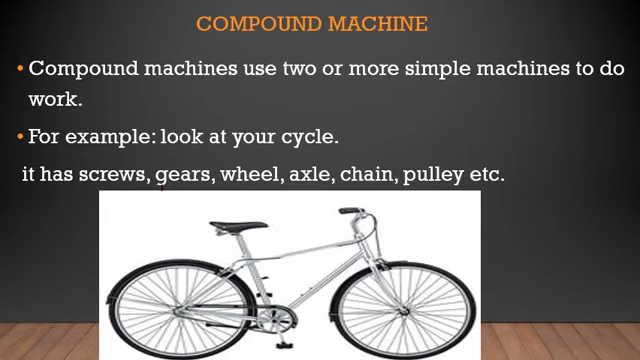 COMPOUND MACHINE
• Compound machines use two or more simple machines to do
work.
• For example: look at your cycle.
it has screws, gears, wheel, axle, chain, pulley etc.